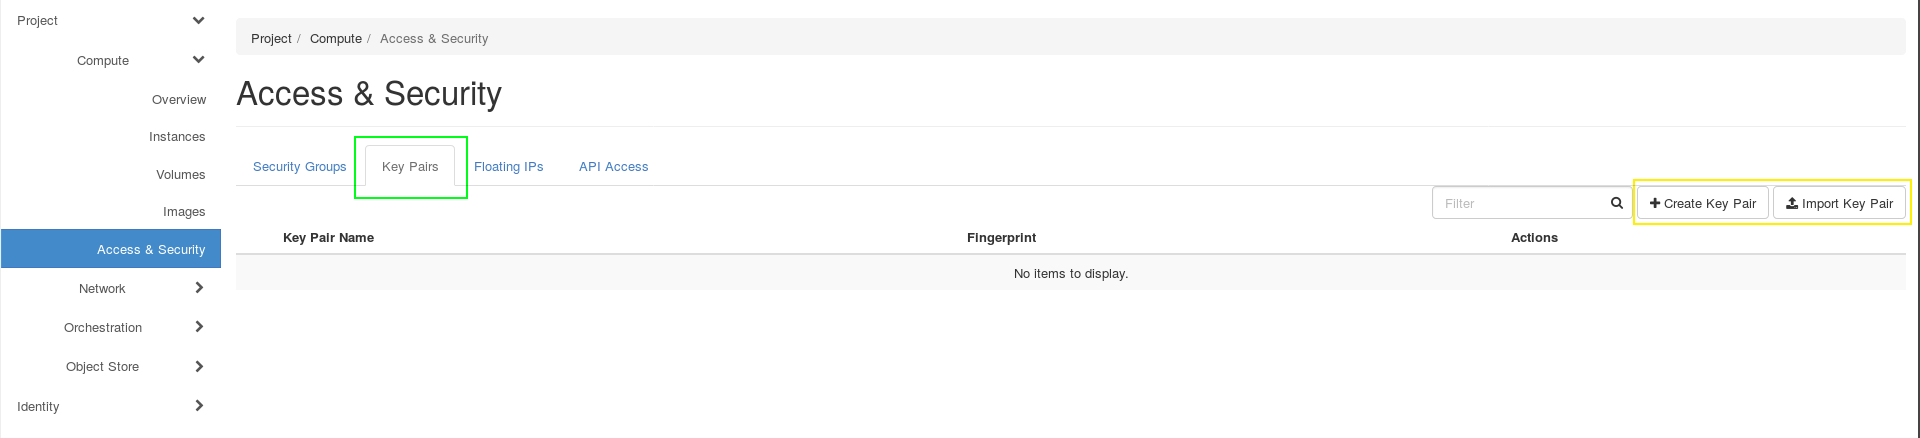 Project
Compute
Overview
Instances
Volumes
Images
Access & Security
Network
Orchestration
Object Store
Identity
Project / Compute / Access & Security
Access & Security
Security Groups Key Pairs Floating IPs API Access
Filter Create Key Pair Import Key Pair
Key Pair Name Fingerprint Actions
No items to display.